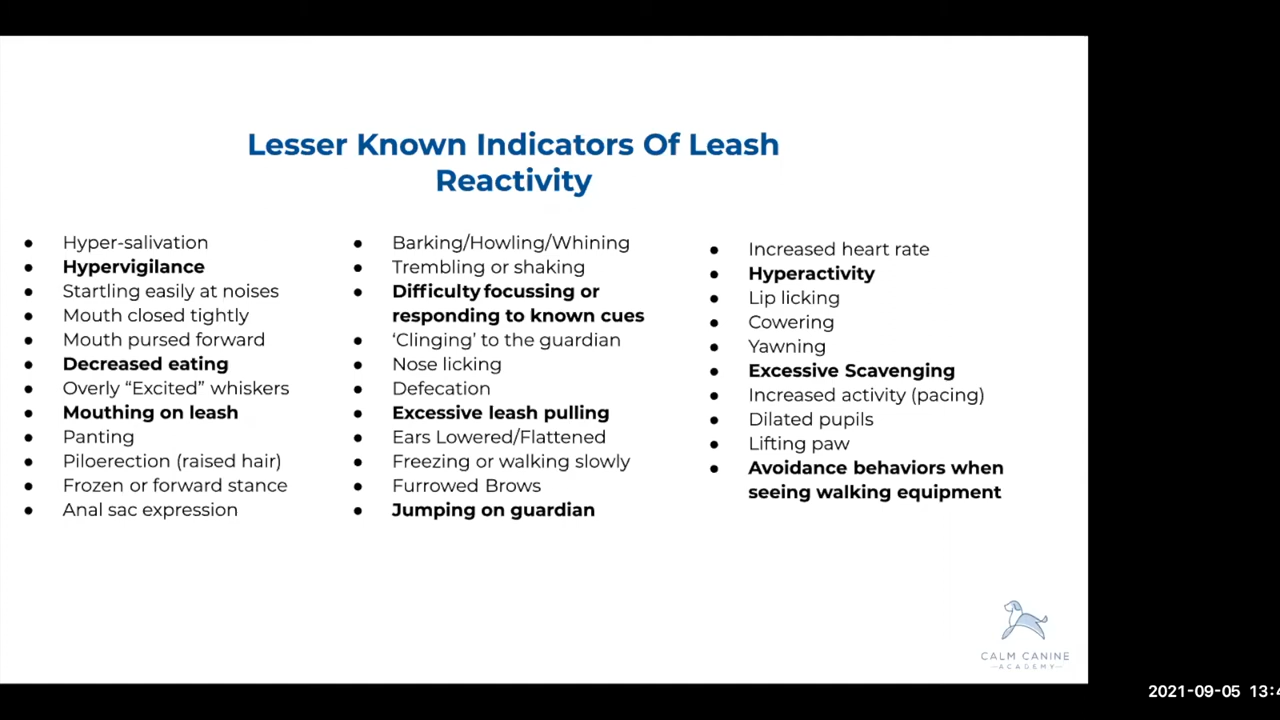 Lesser Known Indicators Of Leash
Reactivity
● Hyper-salivation
● Hypervigilance
● Startling easily at noises
● Mouth closed tightly
● Mouth pursed forward
● Decreased eating
● Overly “Excited” whiskers
● Mouthing on leash
● Panting
● Piloerection (raised hair)
● Frozen or forward stance
● Anal sac expression
● Barking/Howling/Whining
● Trembling or shaking
● Difficulty focussing or
responding to known cues
● ‘Clinging’ to the guardian
● Nose licking
● Defecation
● Excessive leash pulling
● Ears Lowered/Flattened
● Freezing or walking slowly
● Furrowed Brows
● Jumping on guardian
● Increased heart rate
● Hyperactivity
● Lip licking
● Cowering
● Yawning
● Excessive Scavenging
● Increased activity (pacing)
● Dilated pupils
● Lifting paw
● Avoidance behaviors when
seeing walking equipment
CALM CANINE
ACADEMY
2021-09-05 13:4